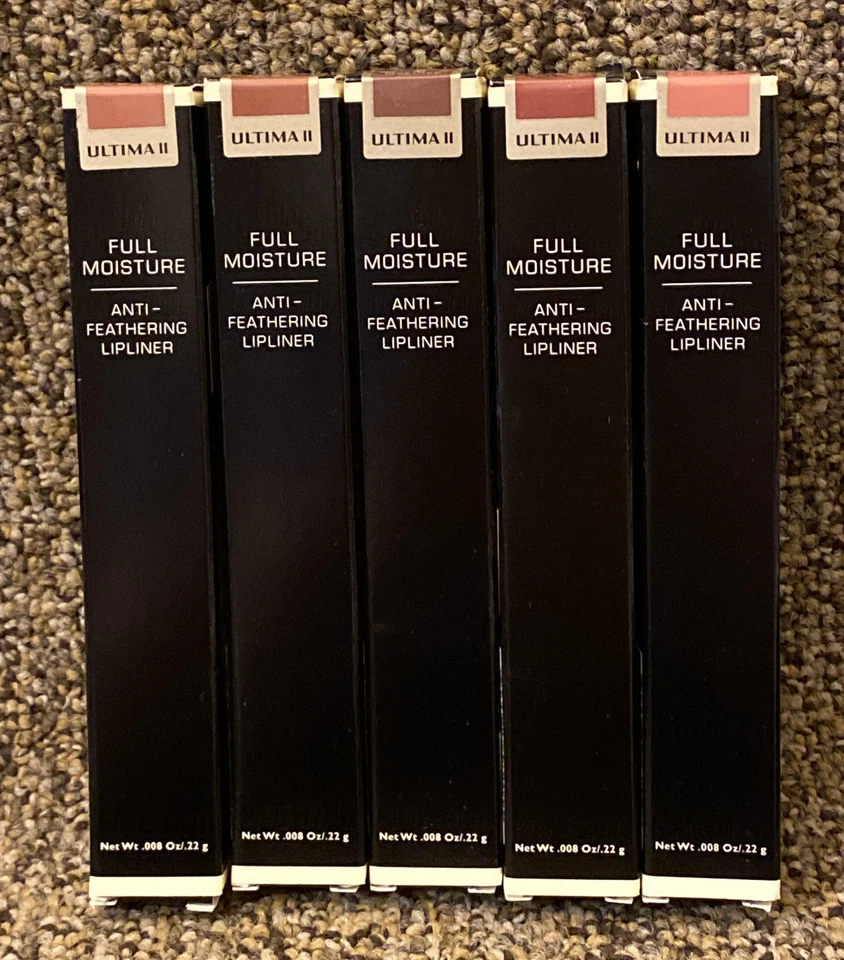 ULTIMA II
FULL
MOISTURE
ANTI–
FEATHERING
LIPLINER
Net Wt .008 Oz/.22 g
ULTIMA II
FULL
MOISTURE
ANTI–
FEATHERING
LIPLINER
Net Wt .008 Oz/.22 g
ULTIMA II
FULL
MOISTURE
ANTI–
FEATHERING
LIPLINER
Net Wt .008 Oz/.22 g
ULTIMA II
FULL
MOISTURE
ANTI–
FEATHERING
LIPLINER
Net Wt .008 Oz/.22 g
ULTIMA II
FULL
MOISTURE
ANTI–
FEATHERING
LIPLINER
Net Wt .008 Oz/.22 g